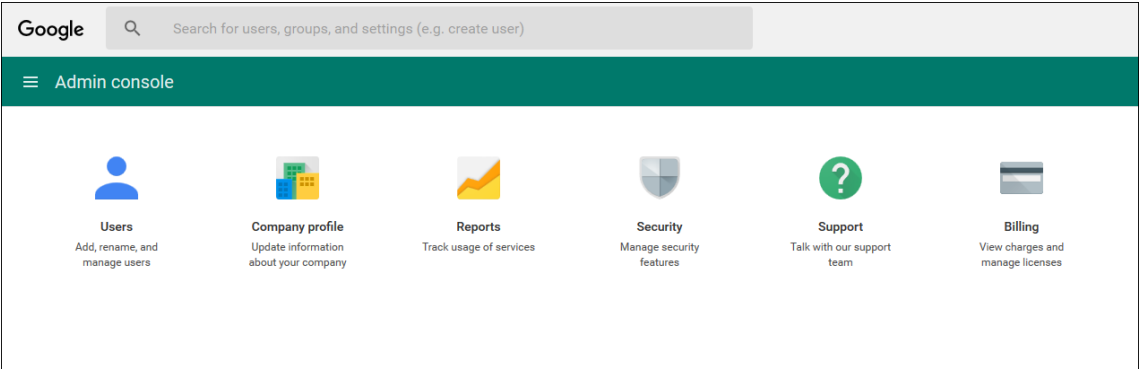 Google
Search for users, groups, and settings (e.g. create user)
Admin console
Users
Add, rename, and
manage users
Company profile
Update information
about your company
Reports
Track usage of services
Security
Manage security
features
Support
Talk with our support
team
Billing
View charges and
manage licenses